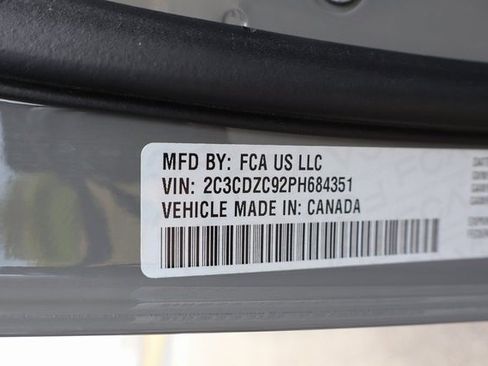 MFD BY: FCA US LLC
VIN: 2C3CDZC92PH684351
VEHICLE MADE IN: CANADA